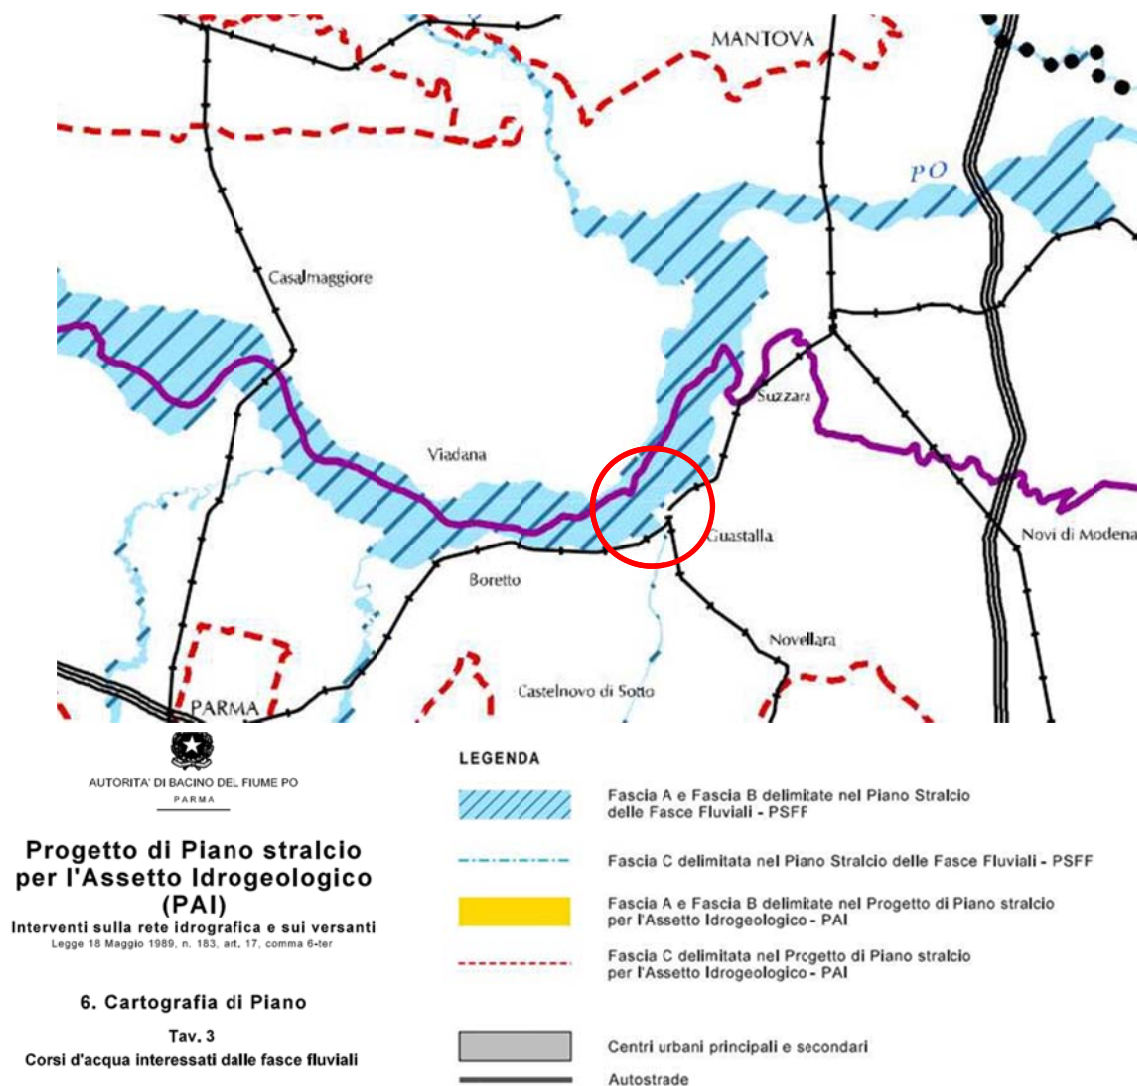 MANTOVA
PO
Casalmaggiore
Suzzara
Viadana
Guastalla
Novi di Modena
Boretto
Novellara
Castelnovo di Sotto
PARMA
AUTORITA' DI BACINO DEL FIUME PO
PARMA
Progetto di Piano stralcio
per l'Assetto Idrogeologico
(PAI)
Interventi sulla rete idrografica e sui versanti
Legge 18 Maggio 1989, n. 183, art. 17, comma 6-ter
6. Cartografia di Piano
Tav. 3
Corsi d'acqua interessati dalle fasce fluviali
LEGENDA
Fascia A e Fascia B delimitate nel Piano Stralcio
delle Fasce Fluviali - PSFF
Fascia C delimitata nel Piano Stralcio delle Fasce Fluviali - PSFF
Fascia A e Fascia B delimitate nel Progetto di Piano stralcio
per l'Assetto Idrogeologico - PAI
Fascia C delimitata nel Progetto di Piano stralcio
per l'Assetto Idrogeologico - PAI
Centri urbani principali e secondari
Autostrade